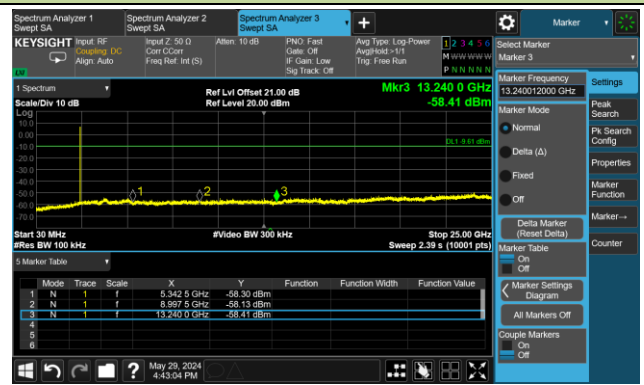 Spectrum Analyzer 1
Swept SA
Spectrum Analyzer 2
Swept SA
Spectrum Analyzer 3
Swept SA
Marker
KEYSIGHT
Input: RF
Coupling: DC
Align: Auto
Input Z: 50 Ω
Corr CCorr
Freq Ref: Int (S)
Atten: 10 dB
PNO: Fast
Gate: Off
IF Gain: Low
Sig Track: Off
Avg Type: Log-Power
Avg|Hold:>1/1
Trig: Free Run
1 2 3 4 5 6
M W W W W W
P N N N N N
LV
Select Marker
Marker 3
1 Spectrum
Scale/Div 10 dB
Ref Lvl Offset 21.00 dB
Ref Level 20.00 dBm
Mkr3 13.240 0 GHz
-58.41 dBm
Log
10.0
0.00
-10.0
-20.0
-30.0
-40.0
-50.0
-60.0
-70.0
DL1 -9.61 dBm
1
2
3
Start 30 MHz
#Video BW 300 kHz
Stop 25.00 GHz
#Res BW 100 kHz
Sweep 2.39 s (10001 pts)
5 Marker Table
Mode Trace Scale X Y Function Function Width Function Value
1 N 1 f 5.342 5 GHz -58.30 dBm
2 N 1 f 8.997 5 GHz -58.13 dBm
3 N 1 f 13.240 0 GHz -58.41 dBm
4
5
6
Marker Frequency
13.240012000 GHz
Marker Mode
Normal
Delta (Δ)
Fixed
Off
Delta Marker
(Reset Delta)
Marker Table
On
Off
Marker Settings
Diagram
All Markers Off
Couple Markers
On
Off
Settings
Peak
Search
Pk Search
Config
Properties
Marker
Function
Marker→
Counter
May 29, 2024
4:43:04 PM